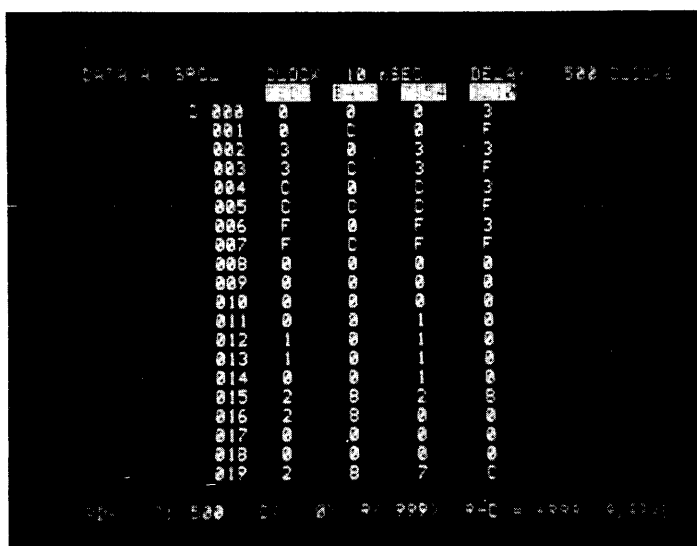 DATA A CLOCK 10 nSEC DELAY 500 CLOCKS
C 000 0 0 0 3
001 0 C 0 F
002 3 0 3 3
003 3 C 3 F
004 C 0 C 3
005 C C C F
006 F 0 F 3
007 F C F F
008 0 0 0 0
009 0 0 0 0
010 0 0 0 0
011 0 0 1 0
012 1 0 1 0
013 1 0 1 0
014 0 0 1 0
015 2 8 2 8
016 2 8 0 0
017 0 0 0 0
018 0 0 0 0
019 2 8 7 C
500